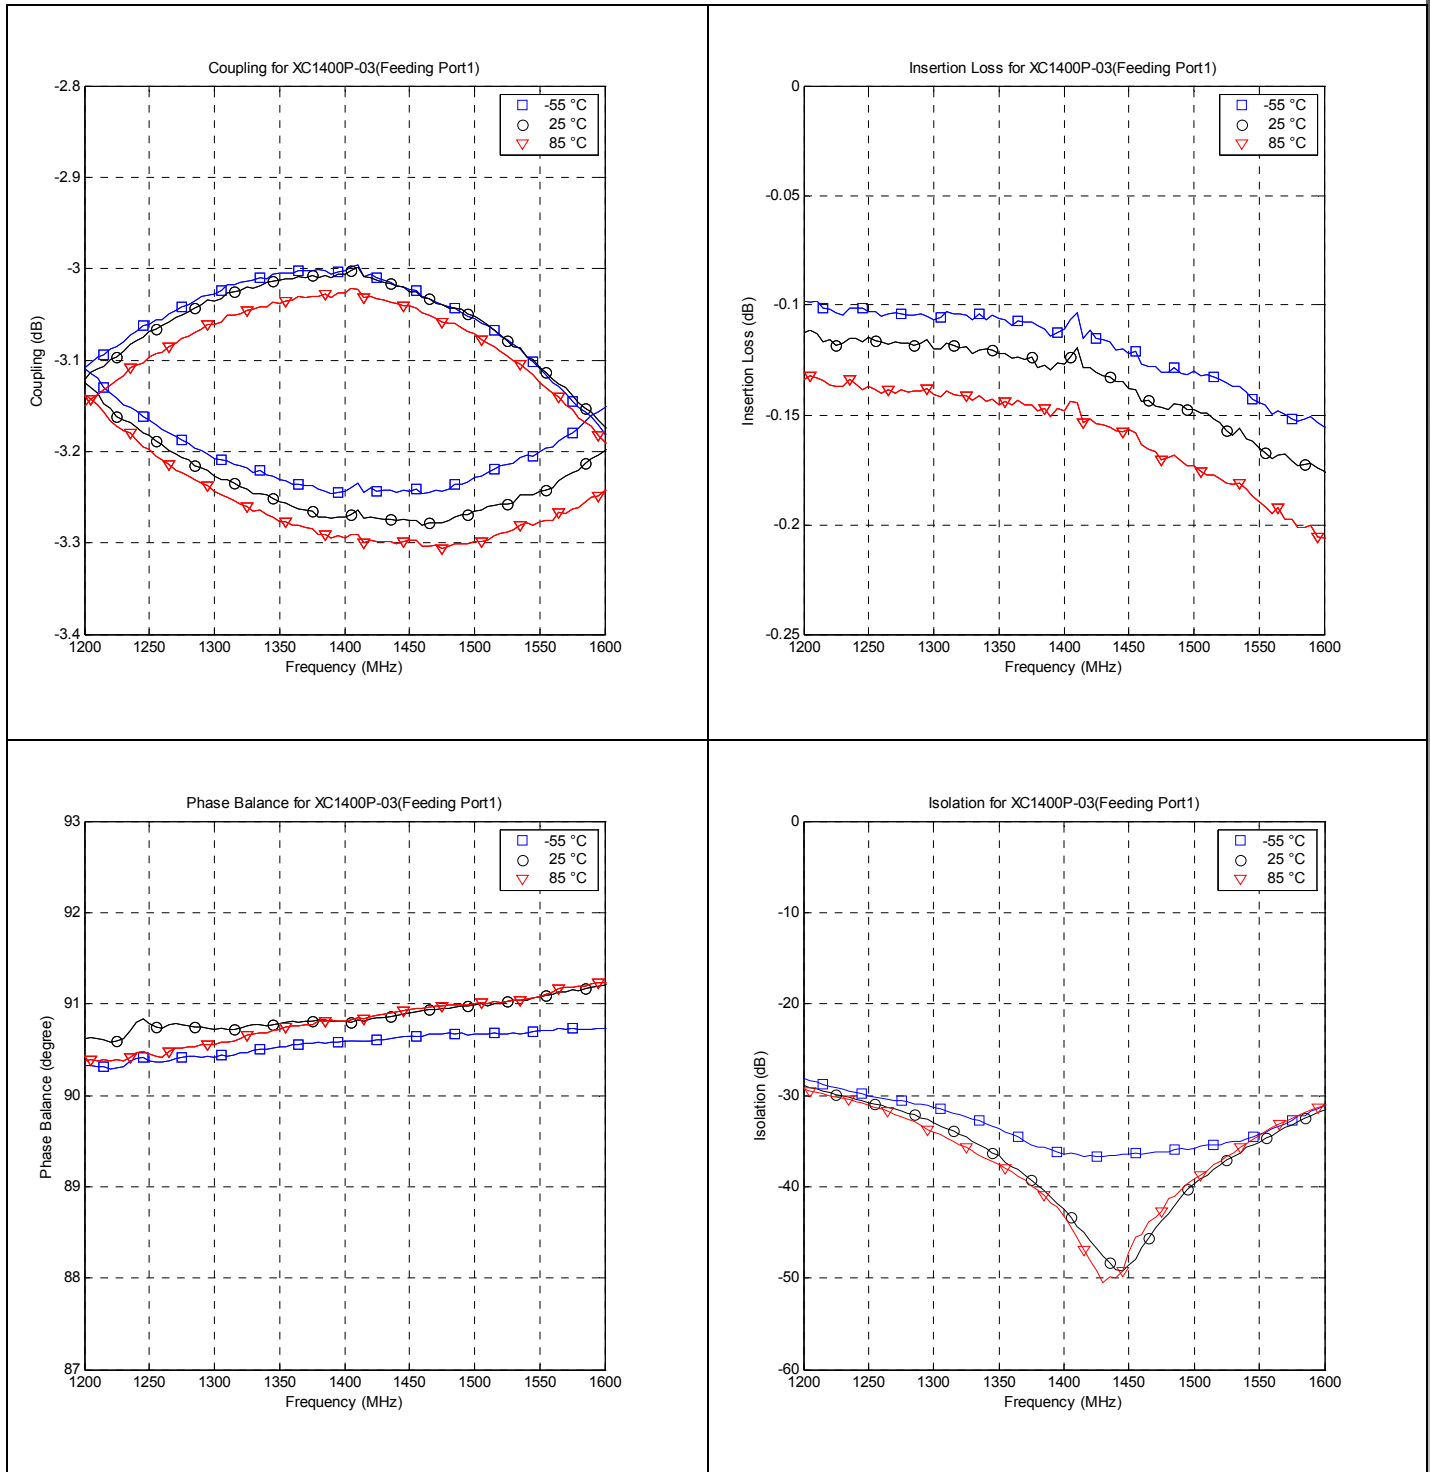 Coupling for XC1400P-03(Feeding Port1)
-2.8
-2.9
-3
-3.1
-3.2
-3.3
-3.4
Coupling (dB)
-55 °C
25 °C
85 °C
1200 1250 1300 1350 1400 1450 1500 1550 1600
Frequency (MHz)
Insertion Loss for XC1400P-03(Feeding Port1)
0
-0.05
-0.1
-0.15
-0.2
-0.25
Insertion Loss (dB)
-55 °C
25 °C
85 °C
1200 1250 1300 1350 1400 1450 1500 1550 1600
Frequency (MHz)
Phase Balance for XC1400P-03(Feeding Port1)
93
92
91
90
89
88
87
Phase Balance (degree)
-55 °C
25 °C
85 °C
1200 1250 1300 1350 1400 1450 1500 1550 1600
Frequency (MHz)
Isolation for XC1400P-03(Feeding Port1)
0
-10
-20
-30
-40
-50
-60
Isolation (dB)
-55 °C
25 °C
85 °C
1200 1250 1300 1350 1400 1450 1500 1550 1600
Frequency (MHz)